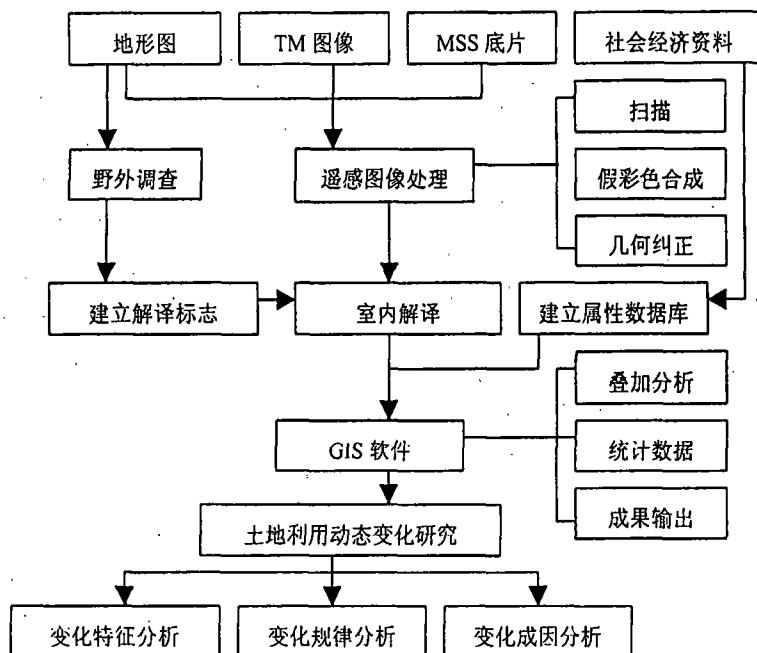 地形图
TM 图像
MSS 底片
社会经济资料
扫描
野外调查
遥感图像处理
假彩色合成
几何纠正
建立解译标志
室内解译
建立属性数据库
叠加分析
GIS 软件
统计数据
成果输出
土地利用动态变化研究
变化特征分析
变化规律分析
变化成因分析